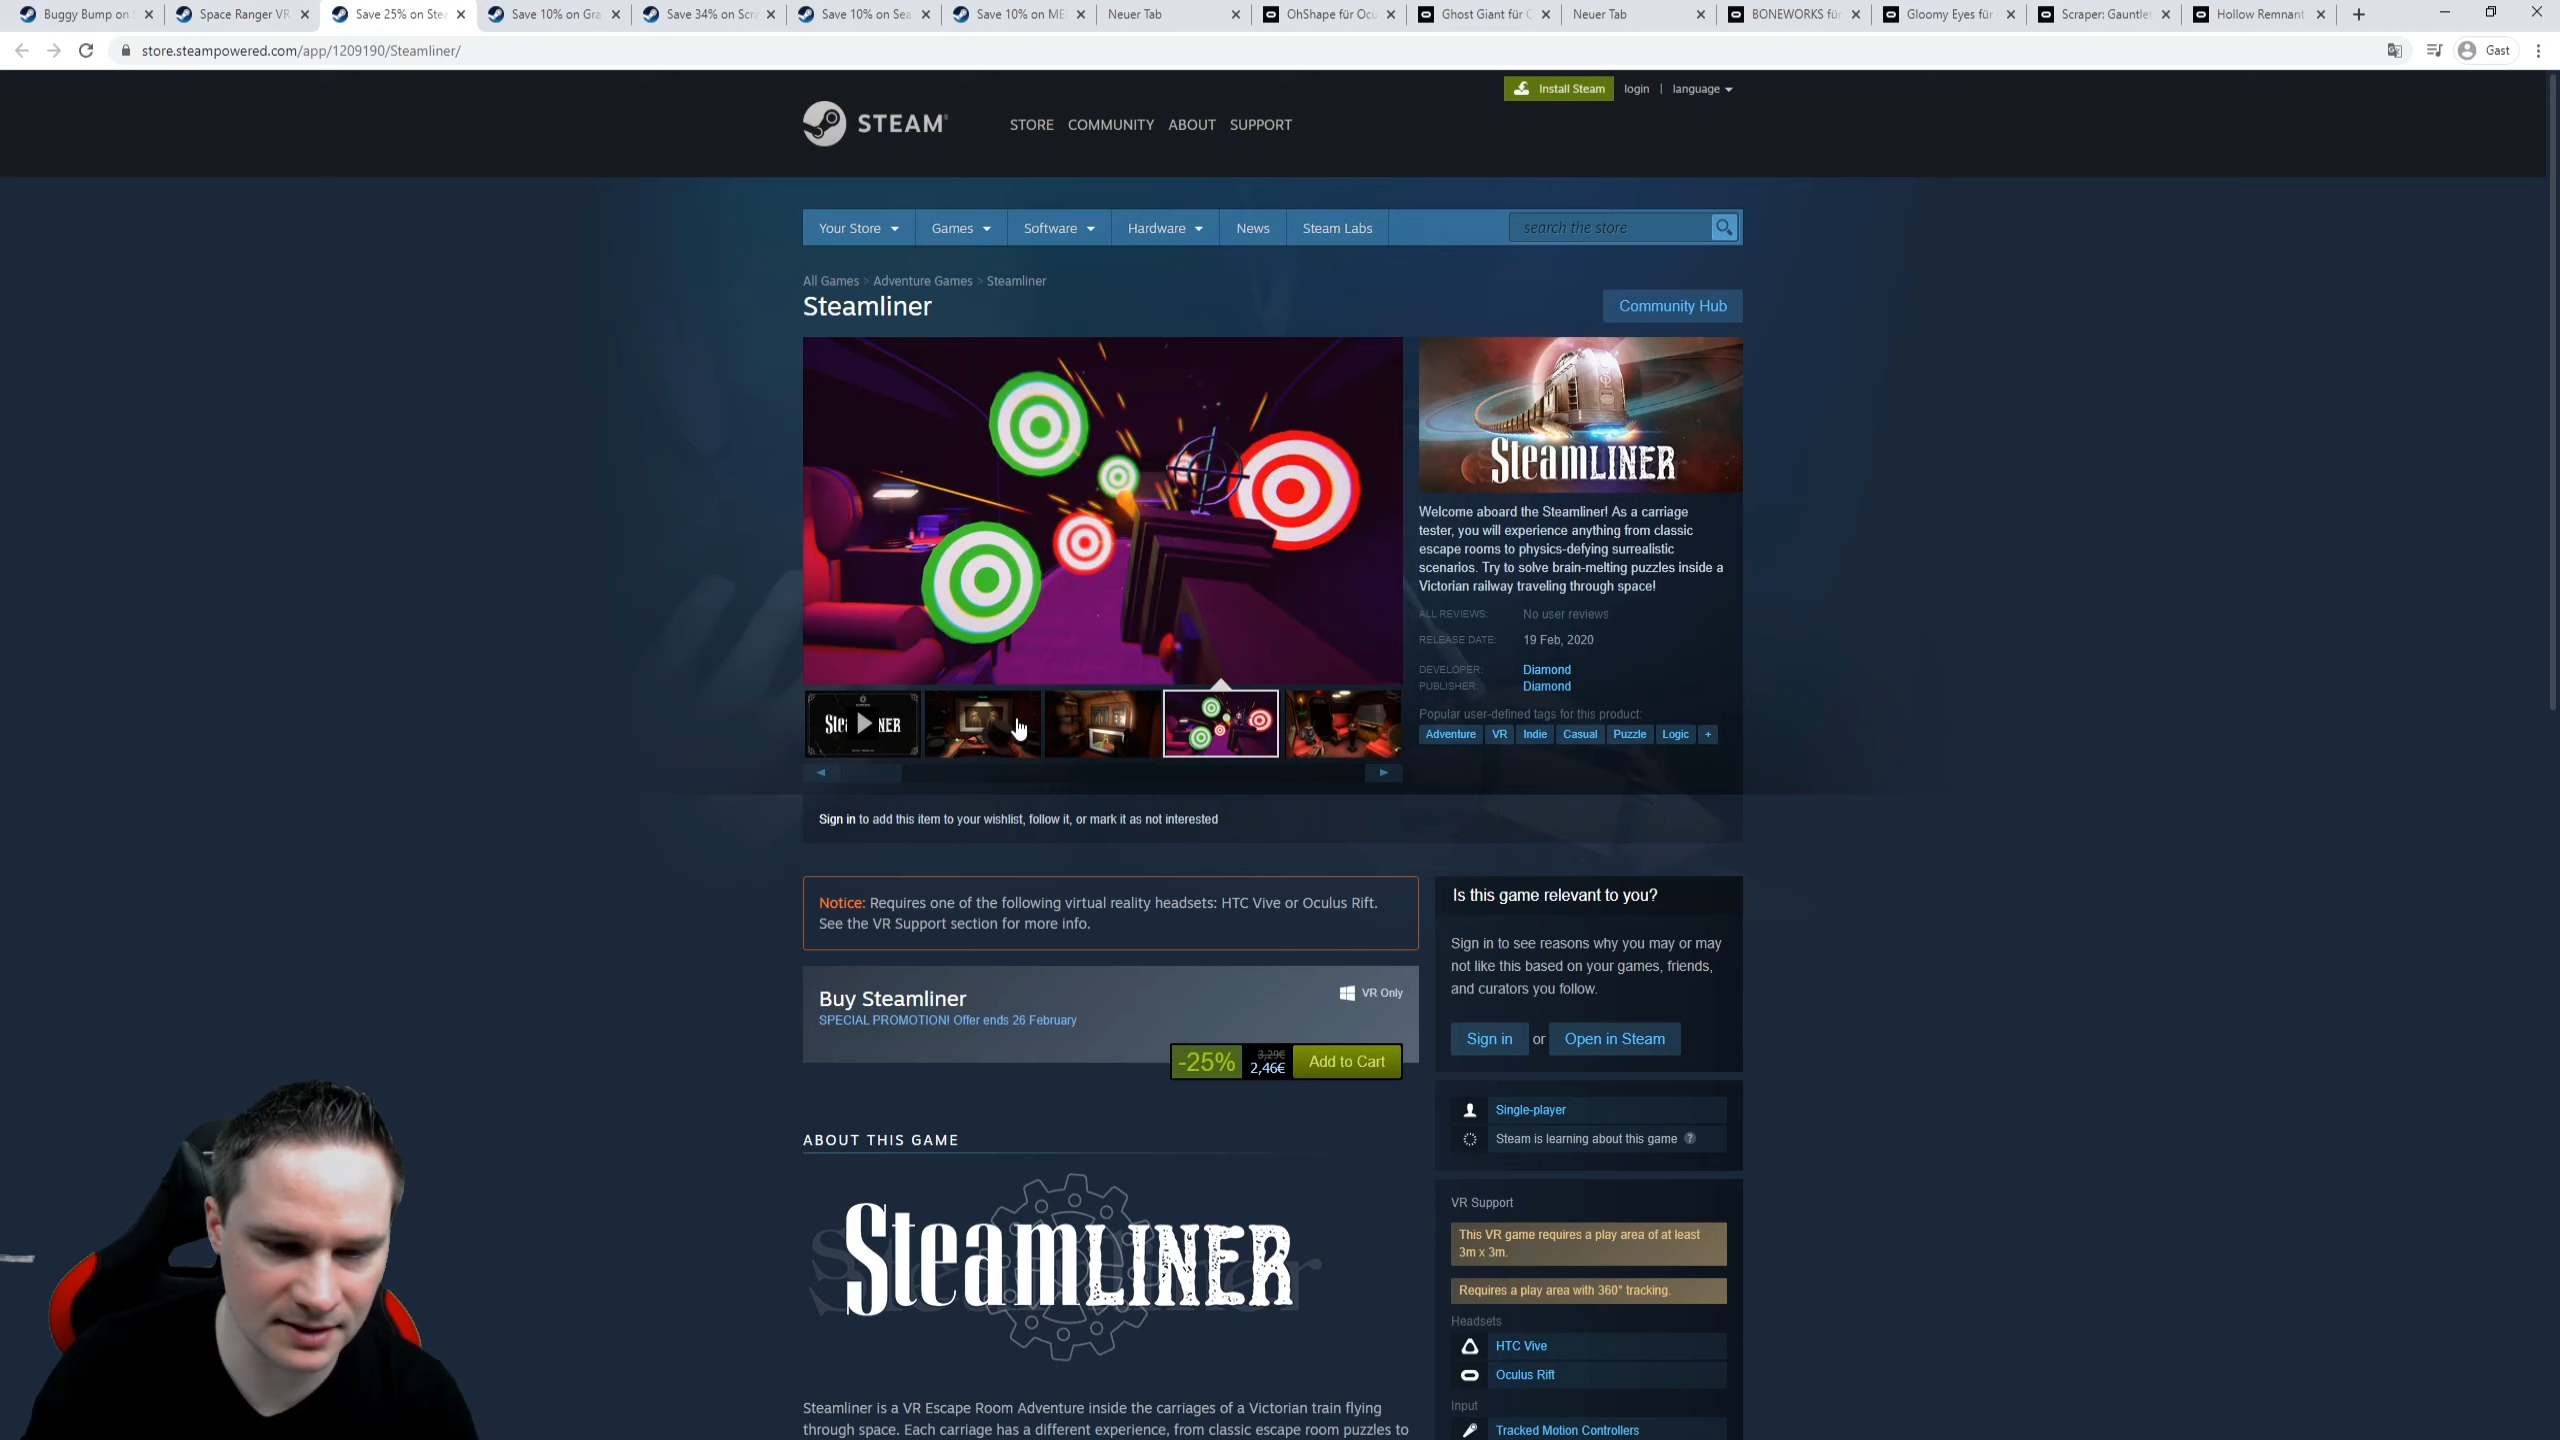 Buggy Bump on S
Space Ranger VR
Save 25% on Stea
Save 10% on Gra
Save 34% on Scra
Save 10% on Sea
Save 10% on ME
Neuer Tab
OhShape für Ocu
Ghost Giant für O
Neuer Tab
BONEWORKS für
Gloomy Eyes für
Scraper: Gauntlet
Hollow Remnant
store.steampowered.com/app/1209190/Steamliner/
Gast
Install Steam
login | language
STEAM
STORE COMMUNITY ABOUT SUPPORT
Your Store Games Software Hardware News Steam Labs
search the store
All Games > Adventure Games > Steamliner
Steamliner
Community Hub
SteamLINER
Welcome aboard the Steamliner! As a carriage
tester, you will experience anything from classic
escape rooms to physics-defying surrealistic
scenarios. Try to solve brain-melting puzzles inside a
Victorian railway traveling through space!
ALL REVIEWS: No user reviews
RELEASE DATE: 19 Feb, 2020
DEVELOPER: Diamond
PUBLISHER: Diamond
Popular user-defined tags for this product:
Adventure VR Indie Casual Puzzle Logic +
Sign in to add this item to your wishlist, follow it, or mark it as not interested
Notice: Requires one of the following virtual reality headsets: HTC Vive or Oculus Rift.
See the VR Support section for more info.
Buy Steamliner
VR Only
SPECIAL PROMOTION! Offer ends 26 February
-25% 3,29€ 2,46€ Add to Cart
Is this game relevant to you?
Sign in to see reasons why you may or may
not like this based on your games, friends,
and curators you follow.
Sign in or Open in Steam
Single-player
Steam is learning about this game ?
VR Support
This VR game requires a play area of at least
3m x 3m.
Requires a play area with 360° tracking.
Headsets
HTC Vive
Oculus Rift
Input
Tracked Motion Controllers
ABOUT THIS GAME
SteamLINER
Steamliner is a VR Escape Room Adventure inside the carriages of a Victorian train flying
through space. Each carriage has a different experience, from classic escape room puzzles to